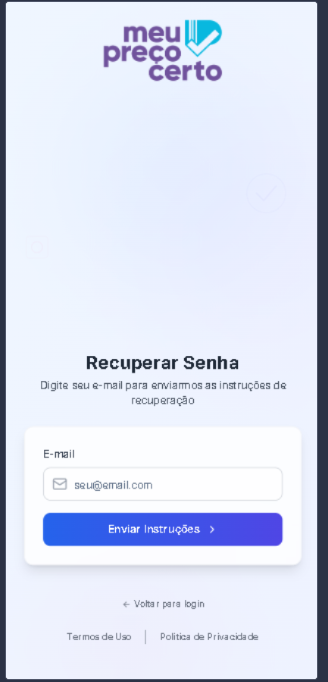 meu
preço
certo
Recuperar Senha
Digite seu e-mail para enviarmos as instruções de
recuperação
E-mail
seu@email.com
Enviar Instruções >
← Voltar para login
Termos de Uso | Política de Privacidade